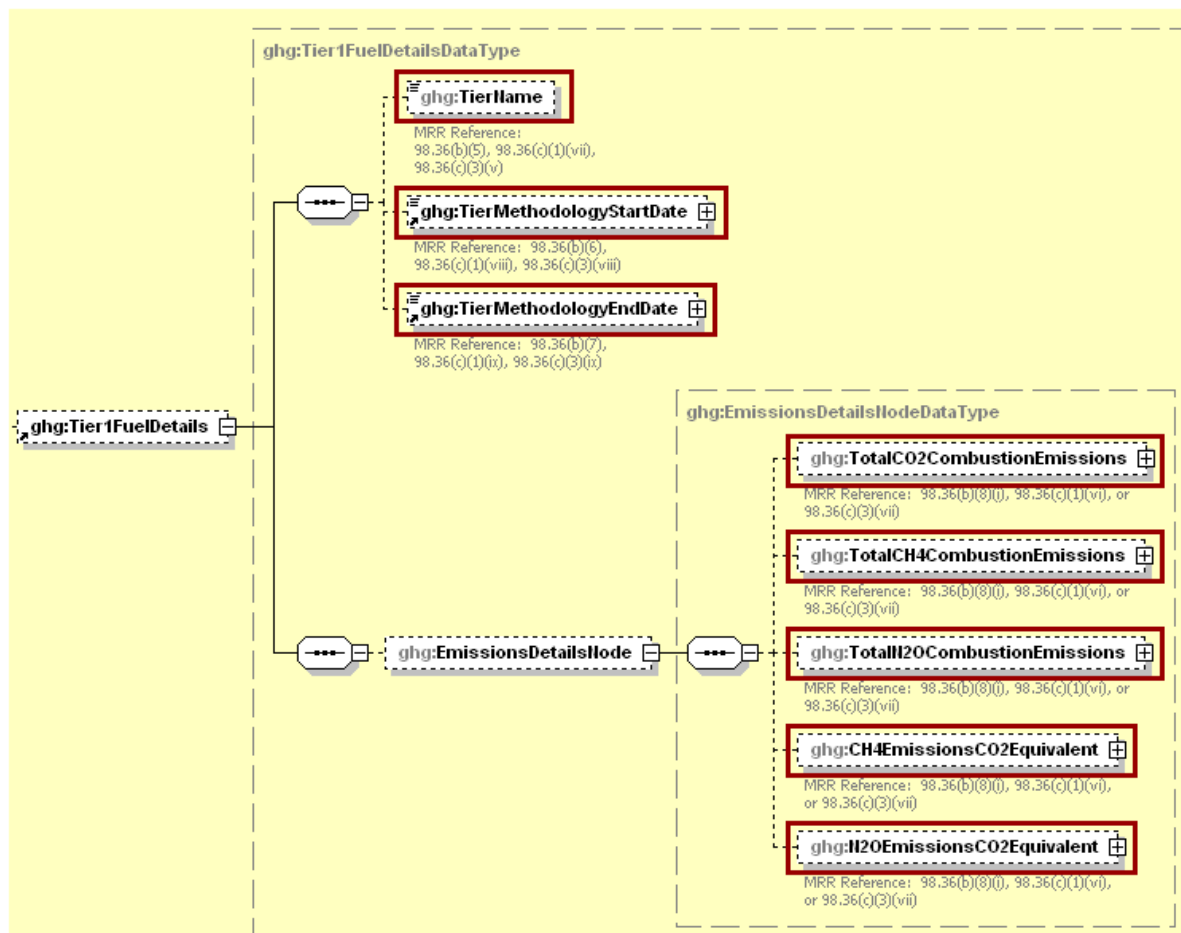 ghg:Tier1FuelDetailsDataType
ghg:TierName
MRR Reference:
98.36(b)(5), 98.36(c)(1)(vii),
98.36(c)(3)(v)
ghg:TierMethodologyStartDate
MRR Reference: 98.36(b)(6),
98.36(c)(1)(viii), 98.36(c)(3)(viii)
ghg:TierMethodologyEndDate
MRR Reference: 98.36(b)(7),
98.36(c)(1)(ix), 98.36(c)(3)(ix)
ghg:Tier1FuelDetails
ghg:EmissionsDetailsNode
ghg:EmissionsDetailsNodeDataType
ghg:TotalCO2CombustionEmissions
MRR Reference: 98.36(b)(8)(i), 98.36(c)(1)(vi), or
98.36(c)(3)(vii)
ghg:TotalCH4CombustionEmissions
MRR Reference: 98.36(b)(8)(i), 98.36(c)(1)(vi), or
98.36(c)(3)(vii)
ghg:TotalN2OCombustionEmissions
MRR Reference: 98.36(b)(8)(i), 98.36(c)(1)(vi), or
98.36(c)(3)(vii)
ghg:CH4EmissionsCO2Equivalent
MRR Reference: 98.36(b)(8)(i), 98.36(c)(1)(vi),
or 98.36(c)(3)(vii)
ghg:N2OEmissionsCO2Equivalent
MRR Reference: 98.36(b)(8)(i), 98.36(c)(1)(vi),
or 98.36(c)(3)(vii)